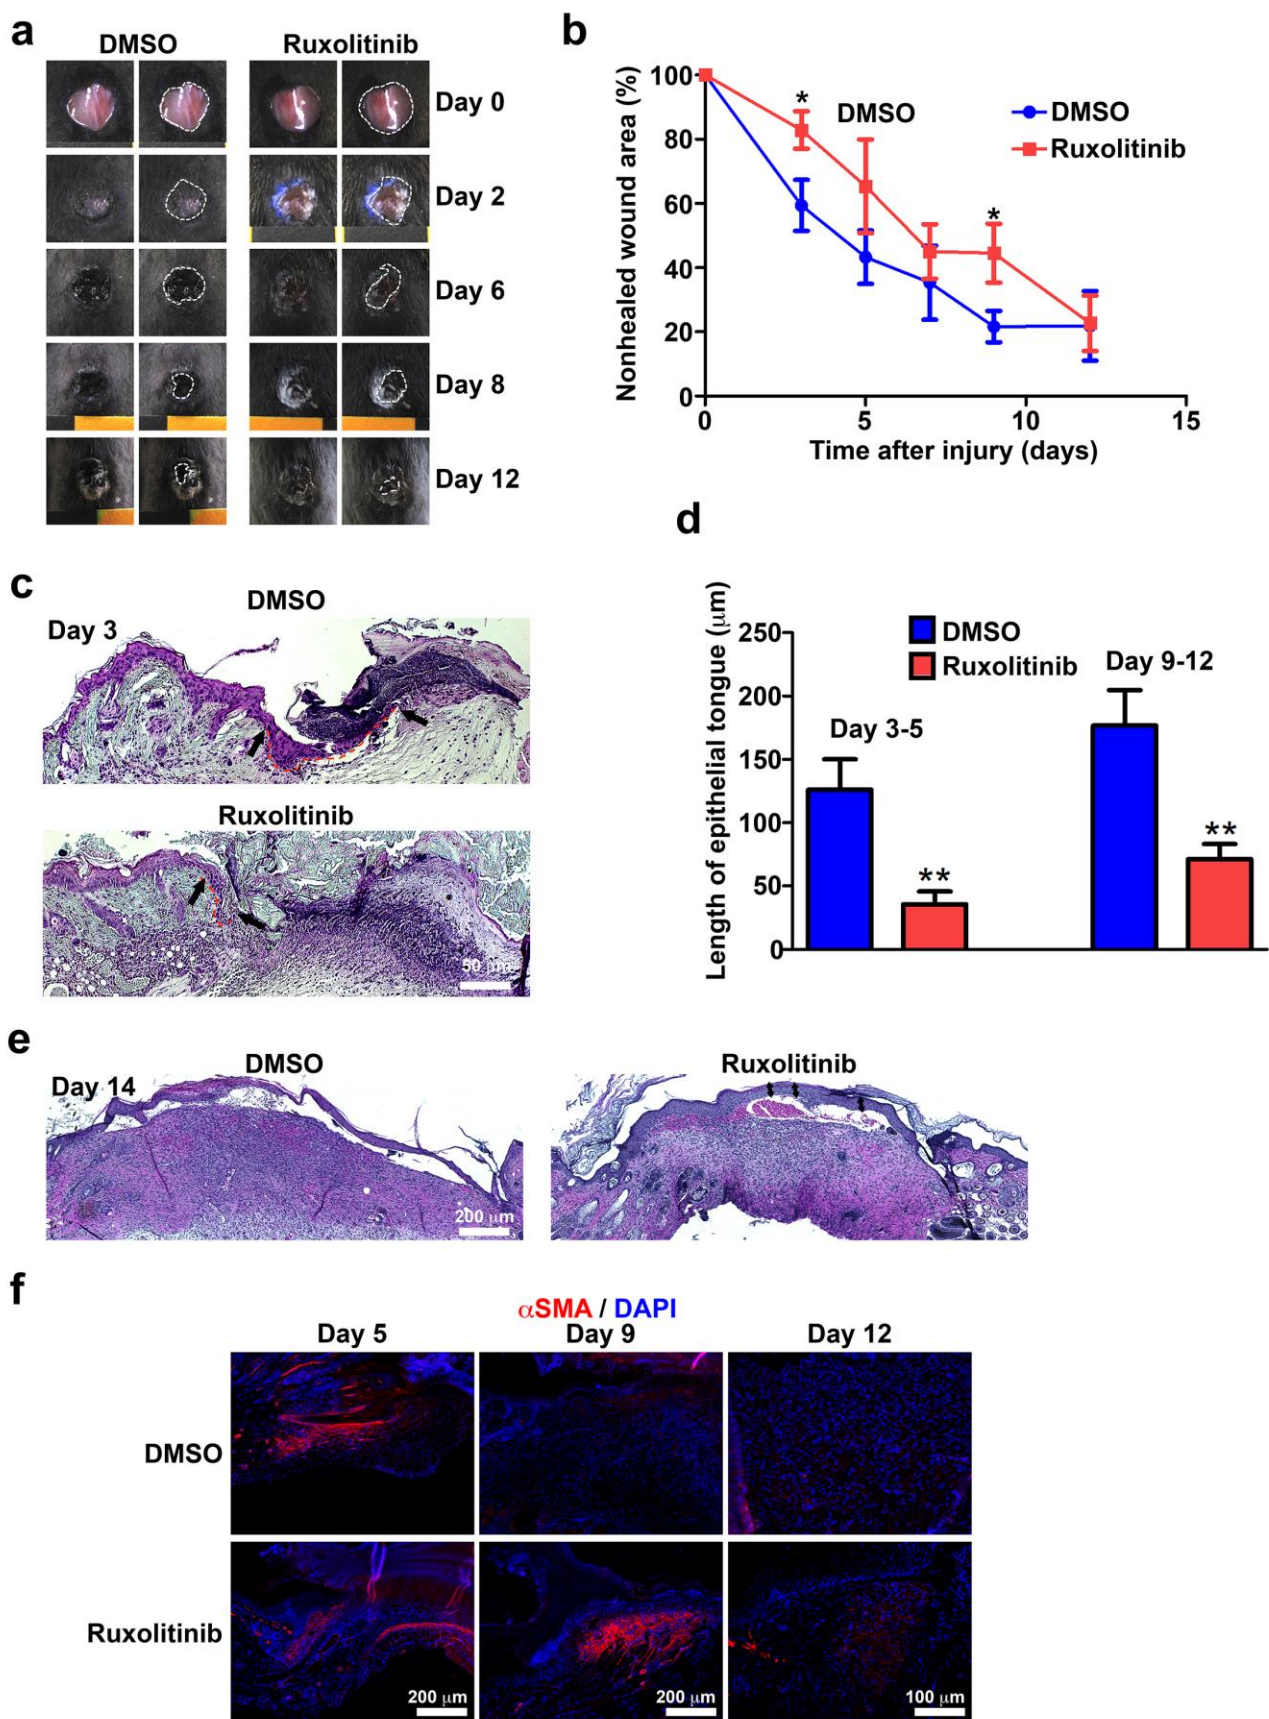 a
DMSO Ruxolitinib
Day 0
Day 2
Day 6
Day 8
Day 12
b
Nonhealed wound area (%)
100
80
60
40
20
0
* DMSO *
DMSO
Ruxolitinib
0 5 10 15
Time after injury (days)
c
DMSO
Day 3
Ruxolitinib
50 μm
d
Length of epithelial tongue (μm)
250
200
150
100
50
0
DMSO
Ruxolitinib
Day 3-5
Day 9-12
**
**
e
DMSO
Day 14
200 μm
Ruxolitinib
f
αSMA / DAPI
Day 5 Day 9 Day 12
DMSO
Ruxolitinib
200 μm 200 μm 100 μm